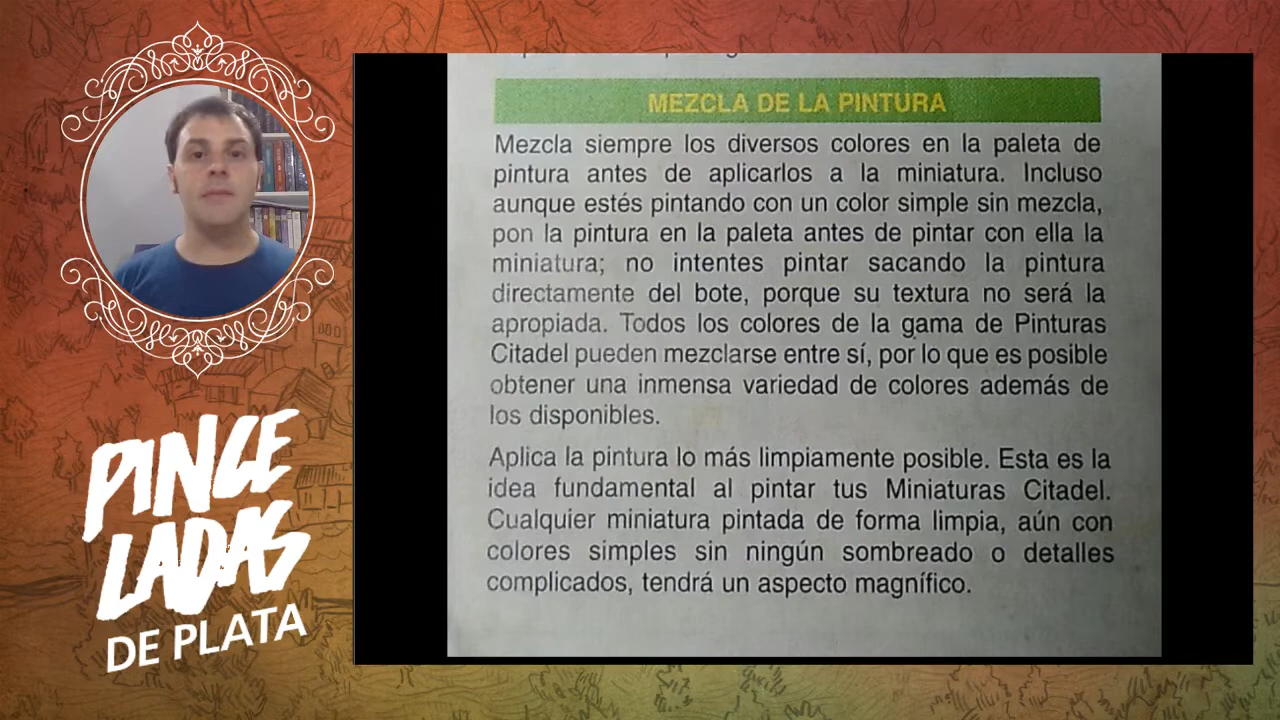 PINCE
LADAS
DE PLATA
MEZCLA DE LA PINTURA
Mezcla siempre los diversos colores en la paleta de
pintura antes de aplicarlos a la miniatura. Incluso
aunque estés pintando con un color simple sin mezcla,
pon la pintura en la paleta antes de pintar con ella la
miniatura; no intentes pintar sacando la pintura
directamente del bote, porque su textura no será la
apropiada. Todos los colores de la gama de Pinturas
Citadel pueden mezclarse entre sí, por lo que es posible
obtener una inmensa variedad de colores además de
los disponibles.
Aplica la pintura lo más limpiamente posible. Esta es la
idea fundamental al pintar tus Miniaturas Citadel.
Cualquier miniatura pintada de forma limpia, aún con
colores simples sin ningún sombreado o detalles
complicados, tendrá un aspecto magnífico.